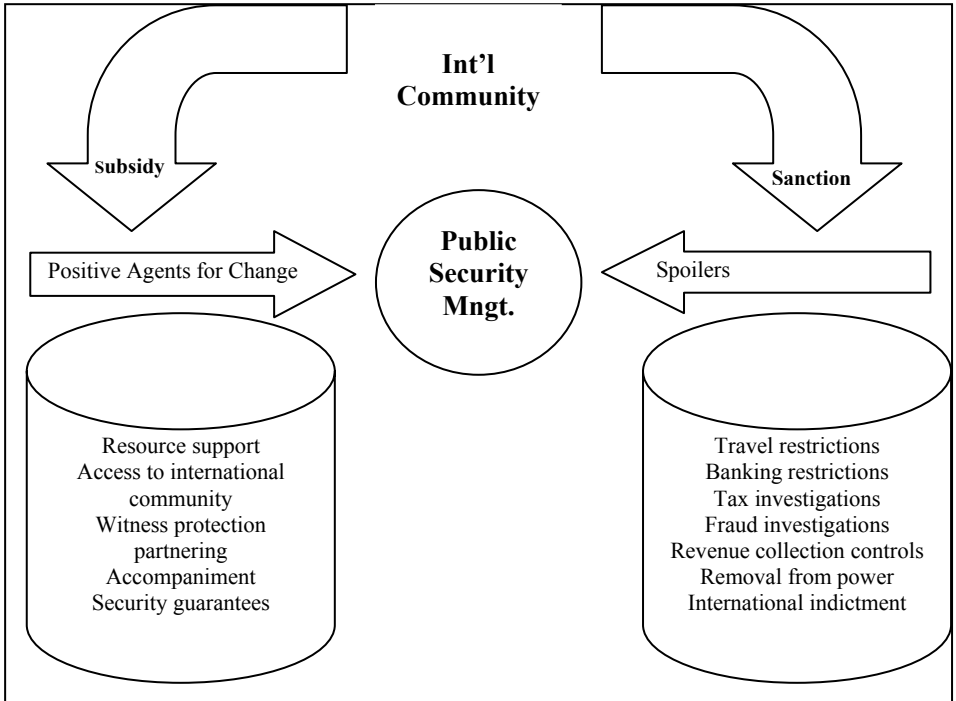 Int’l
Community
Subsidy
Sanction
Positive Agents for Change
Public
Security
Mngt.
Spoilers
Resource support
Access to international
community
Witness protection
partnering
Accompaniment
Security guarantees
Travel restrictions
Banking restrictions
Tax investigations
Fraud investigations
Revenue collection controls
Removal from power
International indictment